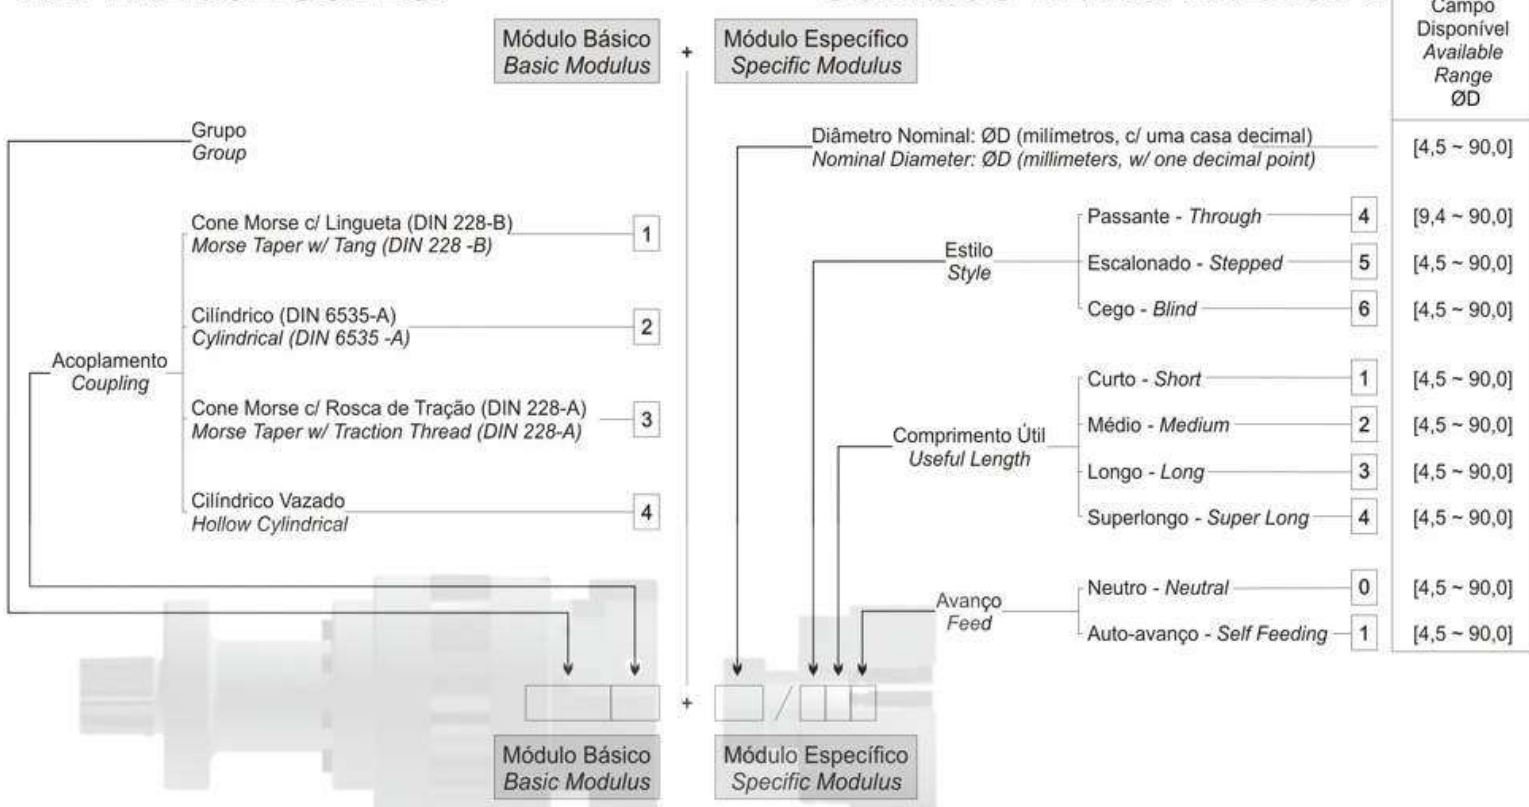 Módulo Básico
Basic Modulus
+
Módulo Específico
Specific Modulus
Campo
Disponível
Available
Range
ØD
Grupo
Group
Diâmetro Nominal: ØD (milímetros, c/ uma casa decimal)
Nominal Diameter: ØD (millimeters, w/ one decimal point)
[4,5 ~ 90,0]
Cone Morse c/ Lingueta (DIN 228-B)
Morse Taper w/ Tang (DIN 228 -B)
1
Cilíndrico (DIN 6535-A)
Cylindrical (DIN 6535 -A)
2
Acoplamento
Coupling
Cone Morse c/ Rosca de Tração (DIN 228-A)
Morse Taper w/ Traction Thread (DIN 228-A)
3
Cilíndrico Vazado
Hollow Cylindrical
4
Estilo
Style
Passante - Through 4 [9,4 ~ 90,0]
Escalonado - Stepped 5 [4,5 ~ 90,0]
Cego - Blind 6 [4,5 ~ 90,0]
Comprimento Útil
Useful Length
Curto - Short 1 [4,5 ~ 90,0]
Médio - Medium 2 [4,5 ~ 90,0]
Longo - Long 3 [4,5 ~ 90,0]
Superlongo - Super Long 4 [4,5 ~ 90,0]
Avanço
Feed
Neutro - Neutral 0 [4,5 ~ 90,0]
Auto-avanço - Self Feeding 1 [4,5 ~ 90,0]
+
/
Módulo Básico
Basic Modulus
Módulo Específico
Specific Modulus